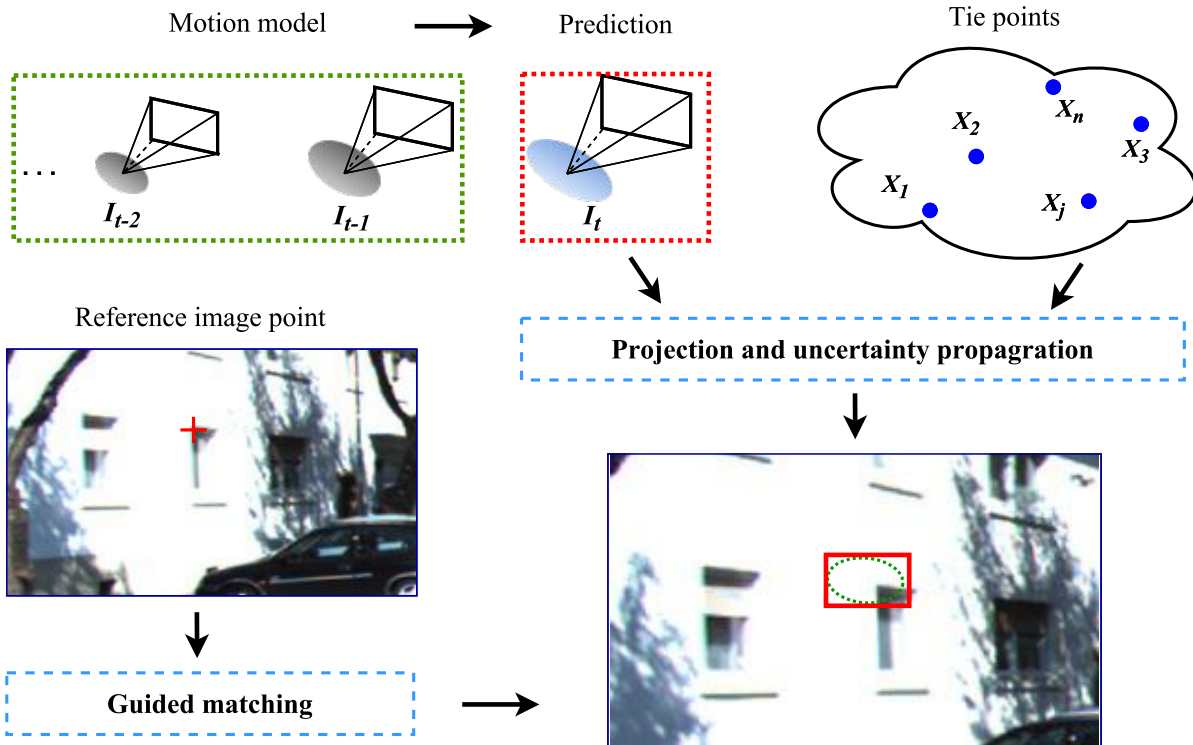 Motion model
Prediction
Tie points
. . .
I_{t-2}
I_{t-1}
I_t
X_1
X_2
X_n
X_3
X_j
Reference image point
Projection and uncertainty propagration
Guided matching